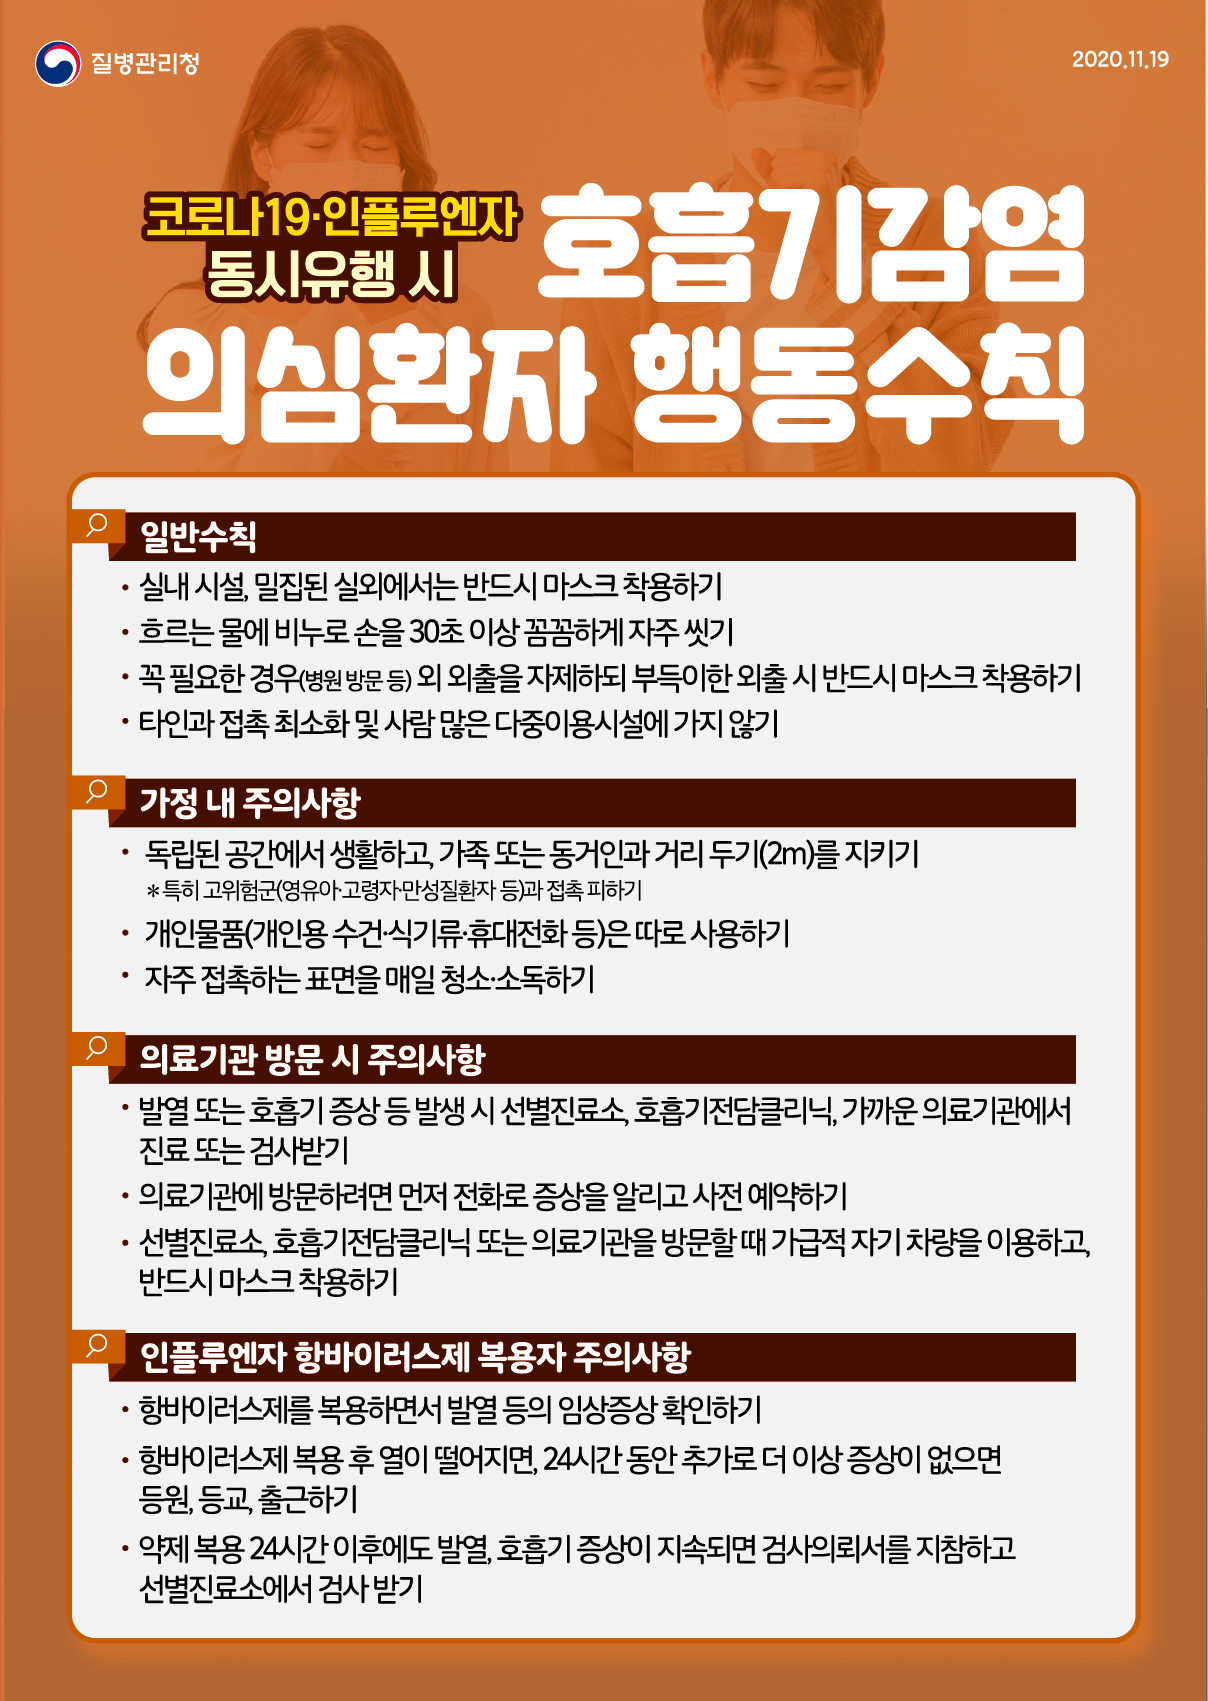 질병관리청
2020.11.19
코로나19·인플루엔자
동시유행 시
호흡기감염
의심환자 행동수칙
일반수칙
• 실내 시설, 밀집된 실외에서는 반드시 마스크 착용하기
• 흐르는 물에 비누로 손을 30초 이상 꼼꼼하게 자주 씻기
• 꼭 필요한 경우(병원 방문 등) 외 외출을 자제하되 부득이한 외출 시 반드시 마스크 착용하기
• 타인과 접촉 최소화 및 사람 많은 다중이용시설에 가지 않기
가정 내 주의사항
• 독립된 공간에서 생활하고, 가족 또는 동거인과 거리 두기(2m)를 지키기
* 특히 고위험군(영유아·고령자·만성질환자 등)과 접촉 피하기
• 개인물품(개인용 수건·식기류·휴대전화 등)은 따로 사용하기
• 자주 접촉하는 표면을 매일 청소·소독하기
의료기관 방문 시 주의사항
• 발열 또는 호흡기 증상 등 발생 시 선별진료소, 호흡기전담클리닉, 가까운 의료기관에서
진료 또는 검사받기
• 의료기관에 방문하려면 먼저 전화로 증상을 알리고 사전 예약하기
• 선별진료소, 호흡기전담클리닉 또는 의료기관을 방문할 때 가급적 자기 차량을 이용하고,
반드시 마스크 착용하기
인플루엔자 항바이러스제 복용자 주의사항
• 항바이러스제를 복용하면서 발열 등의 임상증상 확인하기
• 항바이러스제 복용 후 열이 떨어지면, 24시간 동안 추가로 더 이상 증상이 없으면
등원, 등교, 출근하기
• 약제 복용 24시간 이후에도 발열, 호흡기 증상이 지속되면 검사의뢰서를 지참하고
선별진료소에서 검사 받기